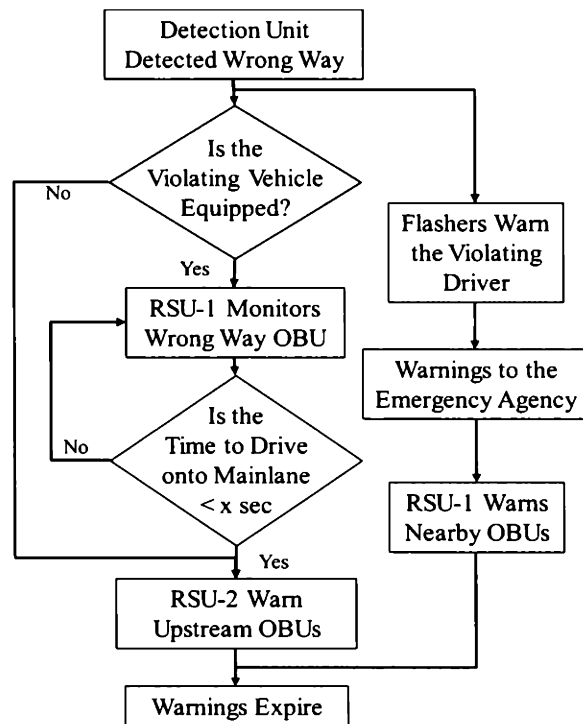 Detection Unit
Detected Wrong Way
Is the
Violating Vehicle
Equipped?
No
Yes
Flashers Warn
the Violating
Driver
RSU-1 Monitors
Wrong Way OBU
Warnings to the
Emergency Agency
Is the
Time to Drive
onto Mainlane
< x sec
No
Yes
RSU-1 Warns
Nearby OBUs
RSU-2 Warn
Upstream OBUs
Warnings Expire